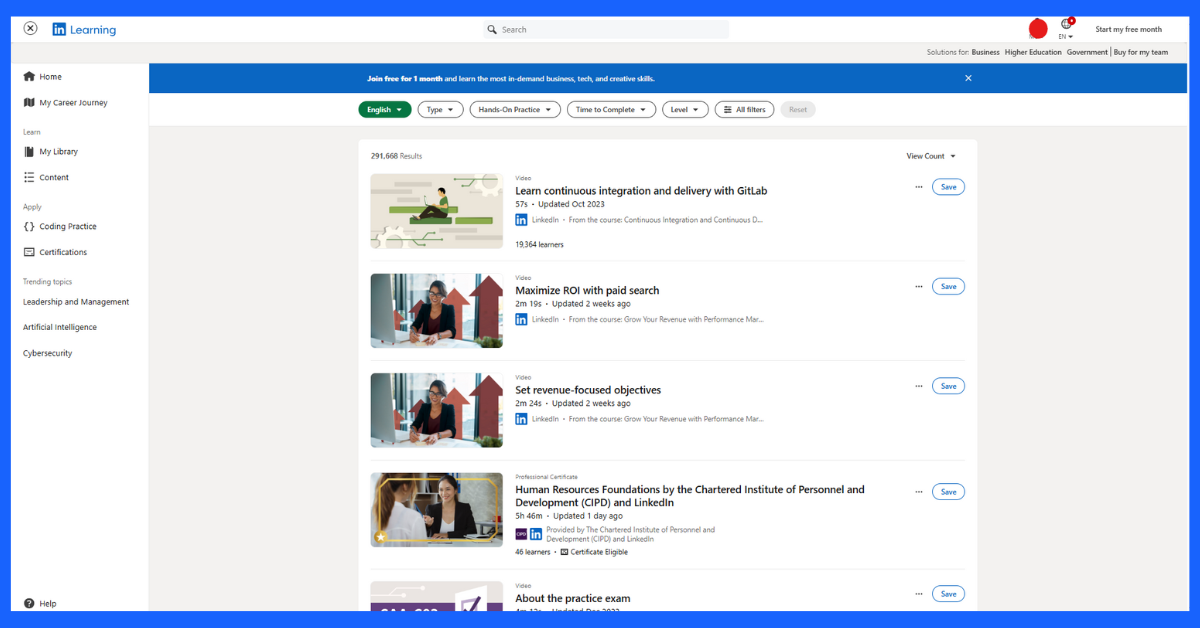 in Learning
Search
EN
Start my free month
Solutions for: Business Higher Education Government Buy for my team
Home
My Career Journey
Learn
My Library
Content
Apply
Coding Practice
Certifications
Trending topics
Leadership and Management
Artificial Intelligence
Cybersecurity
Help
Join free for 1 month and learn the most in-demand business, tech, and creative skills.
English Type Hands-On Practice Time to Complete Level All filters Reset
291,668 Results
View Count
Video
Learn continuous integration and delivery with GitLab
57s • Updated Oct 2023
in LinkedIn • From the course: Continuous Integration and Continuous D...
19,364 learners
Save
Video
Maximize ROI with paid search
2m 19s • Updated 2 weeks ago
in LinkedIn • From the course: Grow Your Revenue with Performance Mar...
Save
Video
Set revenue-focused objectives
2m 24s • Updated 2 weeks ago
in LinkedIn • From the course: Grow Your Revenue with Performance Mar...
Save
Professional Certificate
Human Resources Foundations by the Chartered Institute of Personnel and
Development (CIPD) and LinkedIn
5h 46m • Updated 1 day ago
CIPD in Provided by The Chartered Institute of Personnel and
Development (CIPD) and LinkedIn
46 learners • Certificate Eligible
Save
Video
About the practice exam
Save